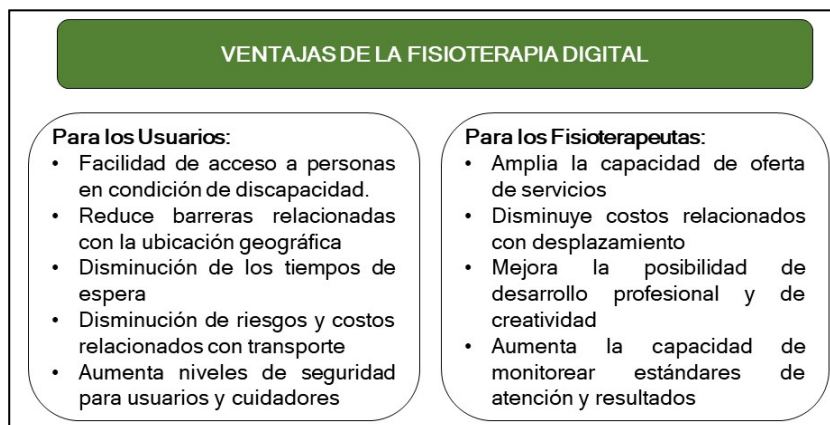 VENTAJAS DE LA FISIOTERAPIA DIGITAL
Para los Usuarios:
• Facilidad de acceso a personas
en condición de discapacidad.
• Reduce barreras relacionadas
con la ubicación geográfica
• Disminución de los tiempos de
espera
• Disminución de riesgos y costos
relacionados con transporte
• Aumenta niveles de seguridad
para usuarios y cuidadores
Para los Fisioterapeutas:
• Amplia la capacidad de oferta
de servicios
• Disminuye costos relacionados
con desplazamiento
• Mejora la posibilidad de
desarrollo profesional y de
creatividad
• Aumenta la capacidad de
monitorear estándares de
atención y resultados